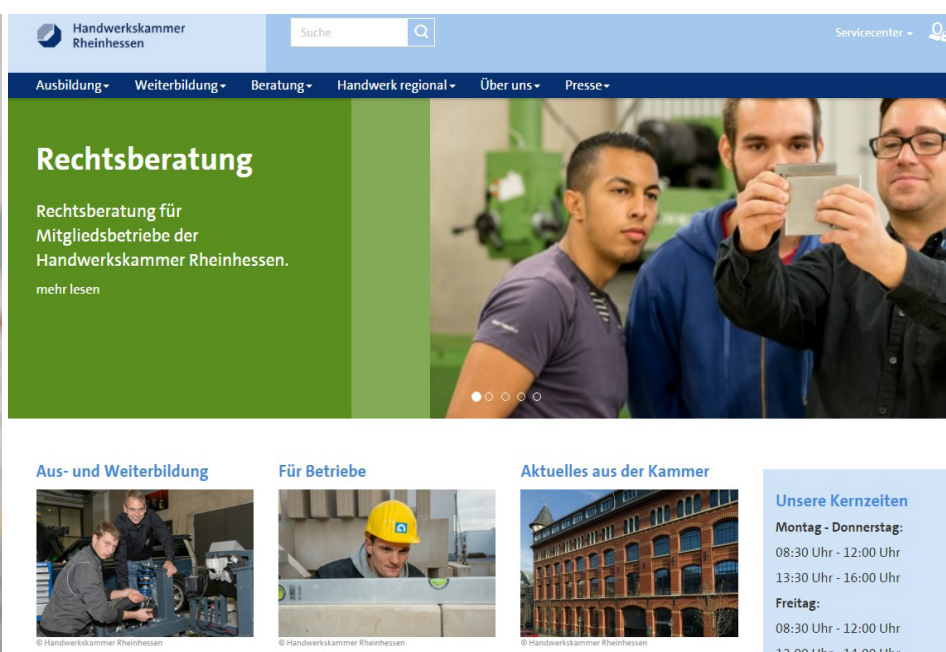 Handwerkskammer
Rheinhessen
Suche
Servicecenter
Ausbildung Weiterbildung Beratung Handwerk regional Über uns Presse
Rechtsberatung
Rechtsberatung für
Mitgliedsbetriebe der
Handwerkskammer Rheinhessen.
mehr lesen
Aus- und Weiterbildung
© Handwerkskammer Rheinhessen
Für Betriebe
© Handwerkskammer Rheinhessen
Aktuelles aus der Kammer
© Handwerkskammer Rheinhessen
Unsere Kernzeiten
Montag - Donnerstag:
08:30 Uhr - 12:00 Uhr
13:30 Uhr - 16:00 Uhr
Freitag:
08:30 Uhr - 12:00 Uhr